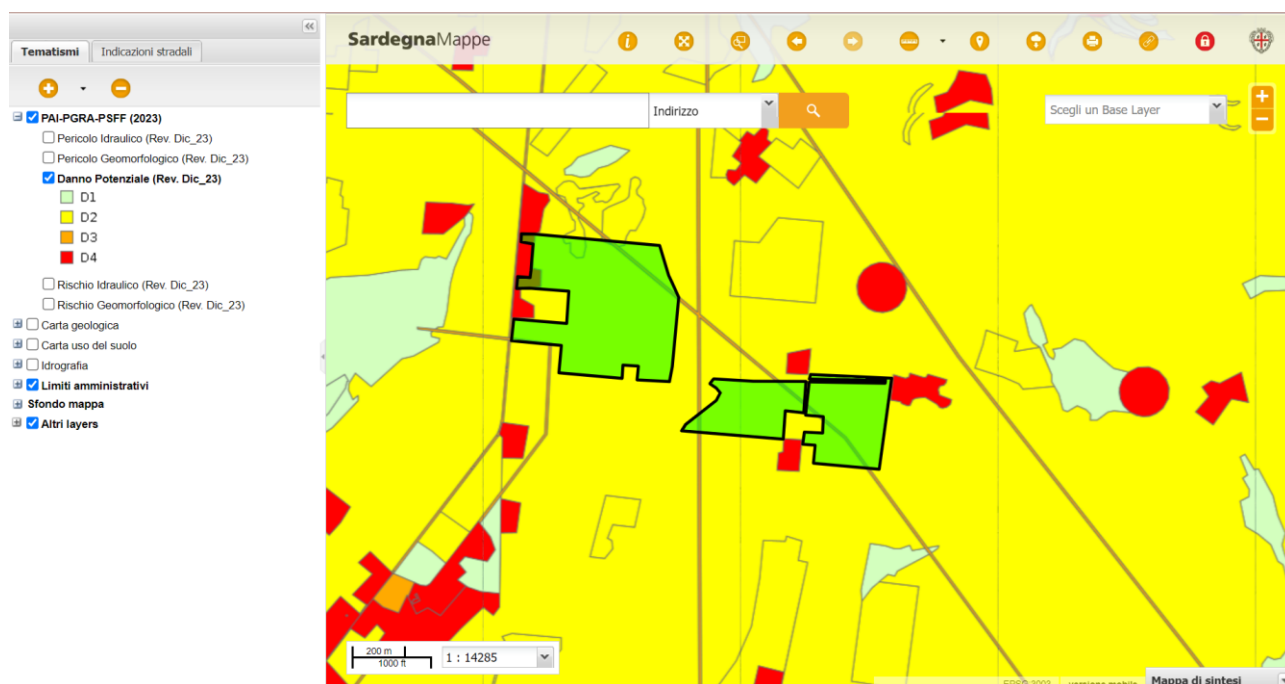 Tematismi
Indicazioni stradali
PAI-PGRA-PSFF (2023)
Pericolo Idraulico (Rev. Dic_23)
Pericolo Geomorfologico (Rev. Dic_23)
Danno Potenziale (Rev. Dic_23)
D1
D2
D3
D4
Rischio Idraulico (Rev. Dic_23)
Rischio Geomorfologico (Rev. Dic_23)
Carta geologica
Carta uso del suolo
Idrografia
Limiti amministrativi
Sfondo mappa
Altri layers
SardegnaMappe
Indirizzo
Scegli un Base Layer
200 m
1000 ft
1 : 14285
versione mobile
Mappa di sintesi